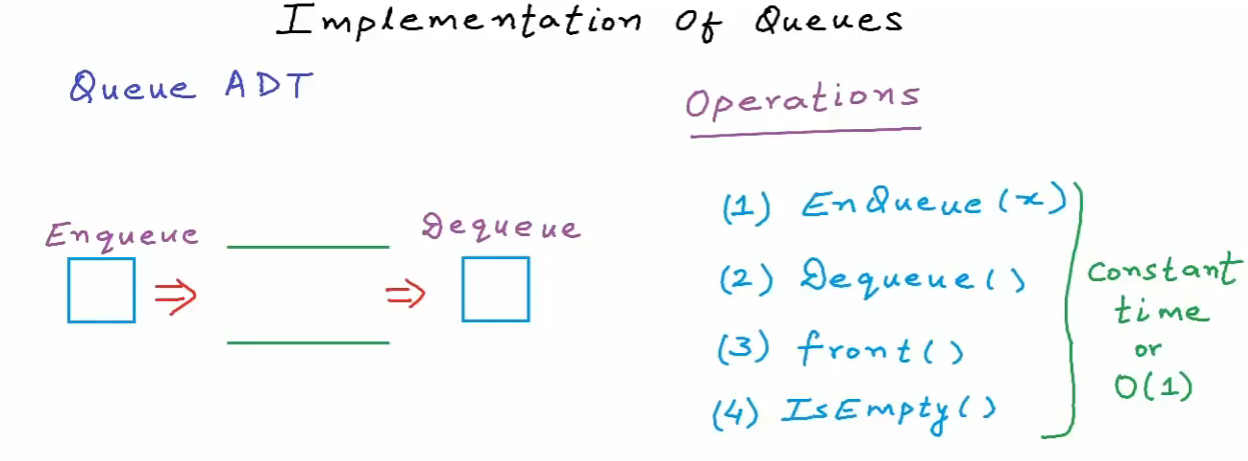 Implementation Of Queues
Queue ADT
Operations
Enqueue
Dequeue
(1) EnQueue(x)
(2) Dequeue()
(3) front()
(4) IsEmpty()
constant
time
or
O(1)